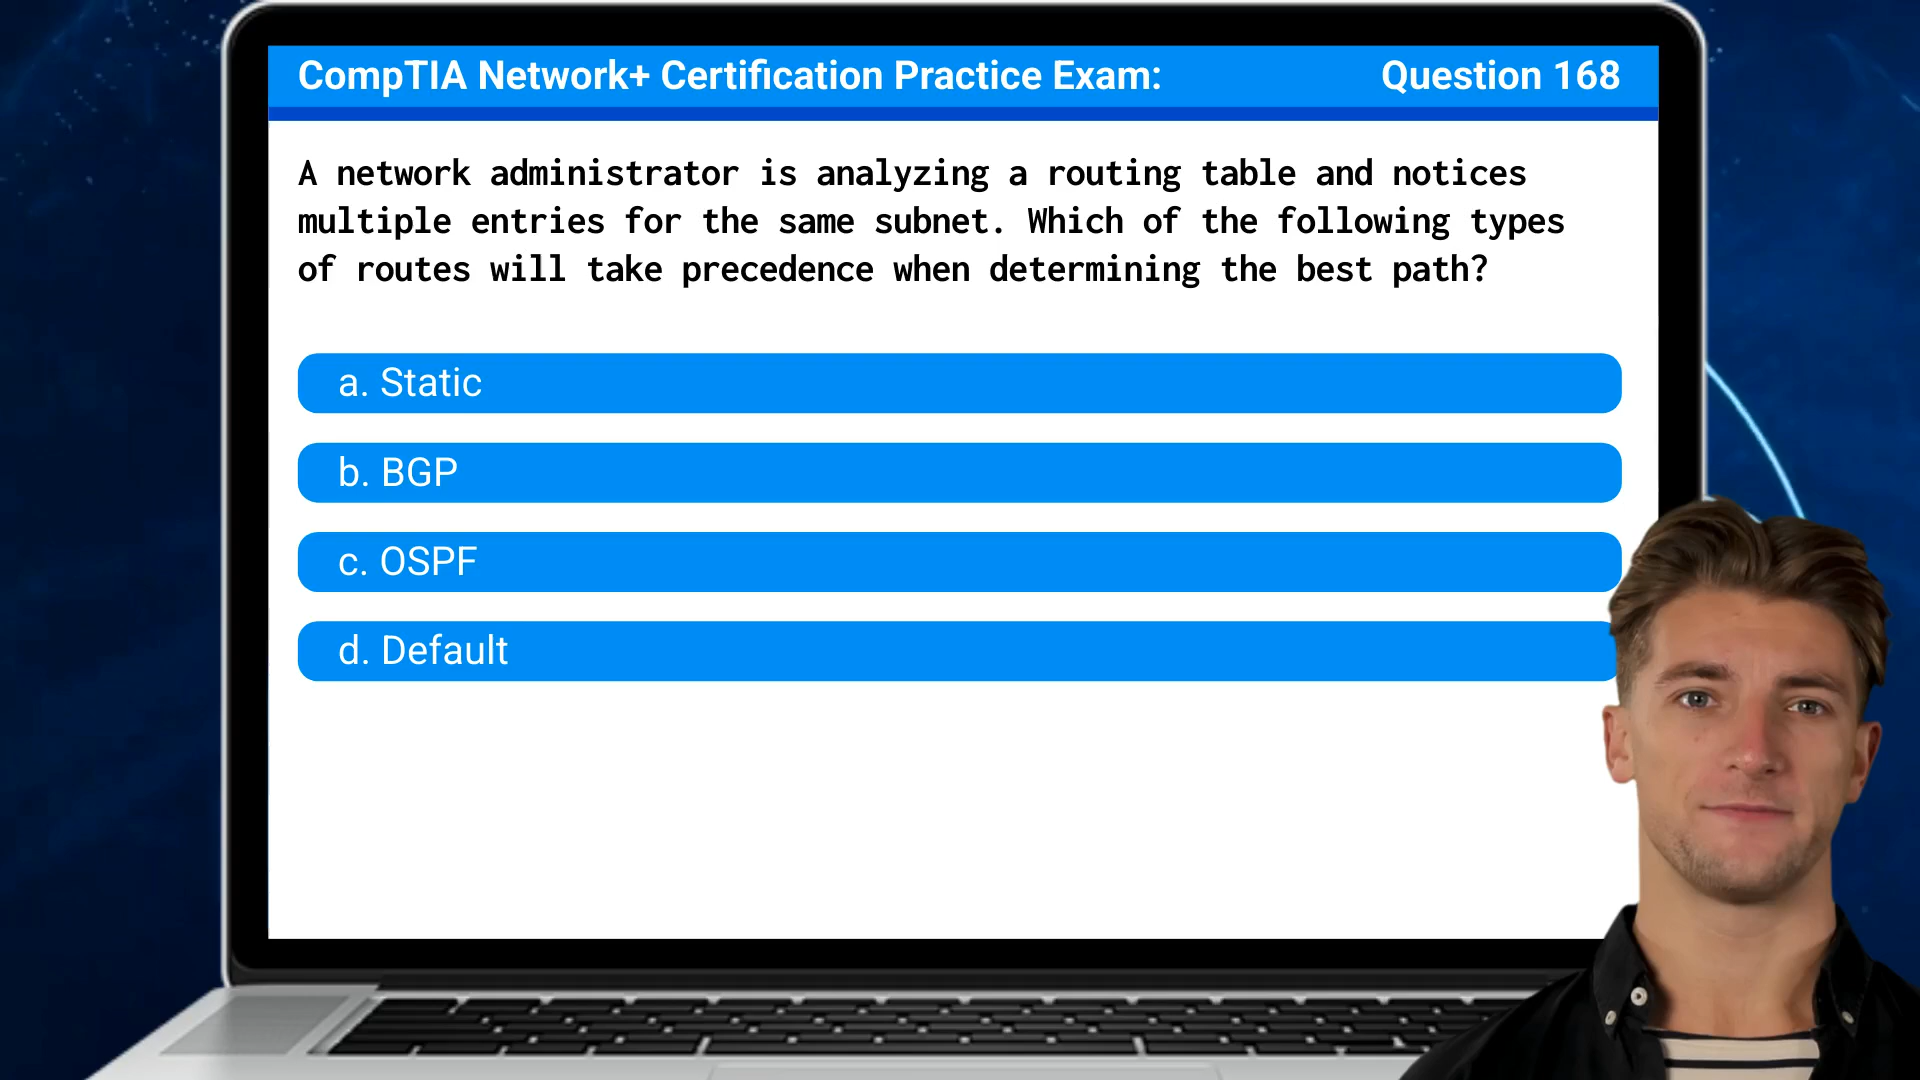 CompTIA Network+ Certification Practice Exam:
Question 168
A network administrator is analyzing a routing table and notices
multiple entries for the same subnet. Which of the following types
of routes will take precedence when determining the best path?
a. Static
b. BGP
c. OSPF
d. Default